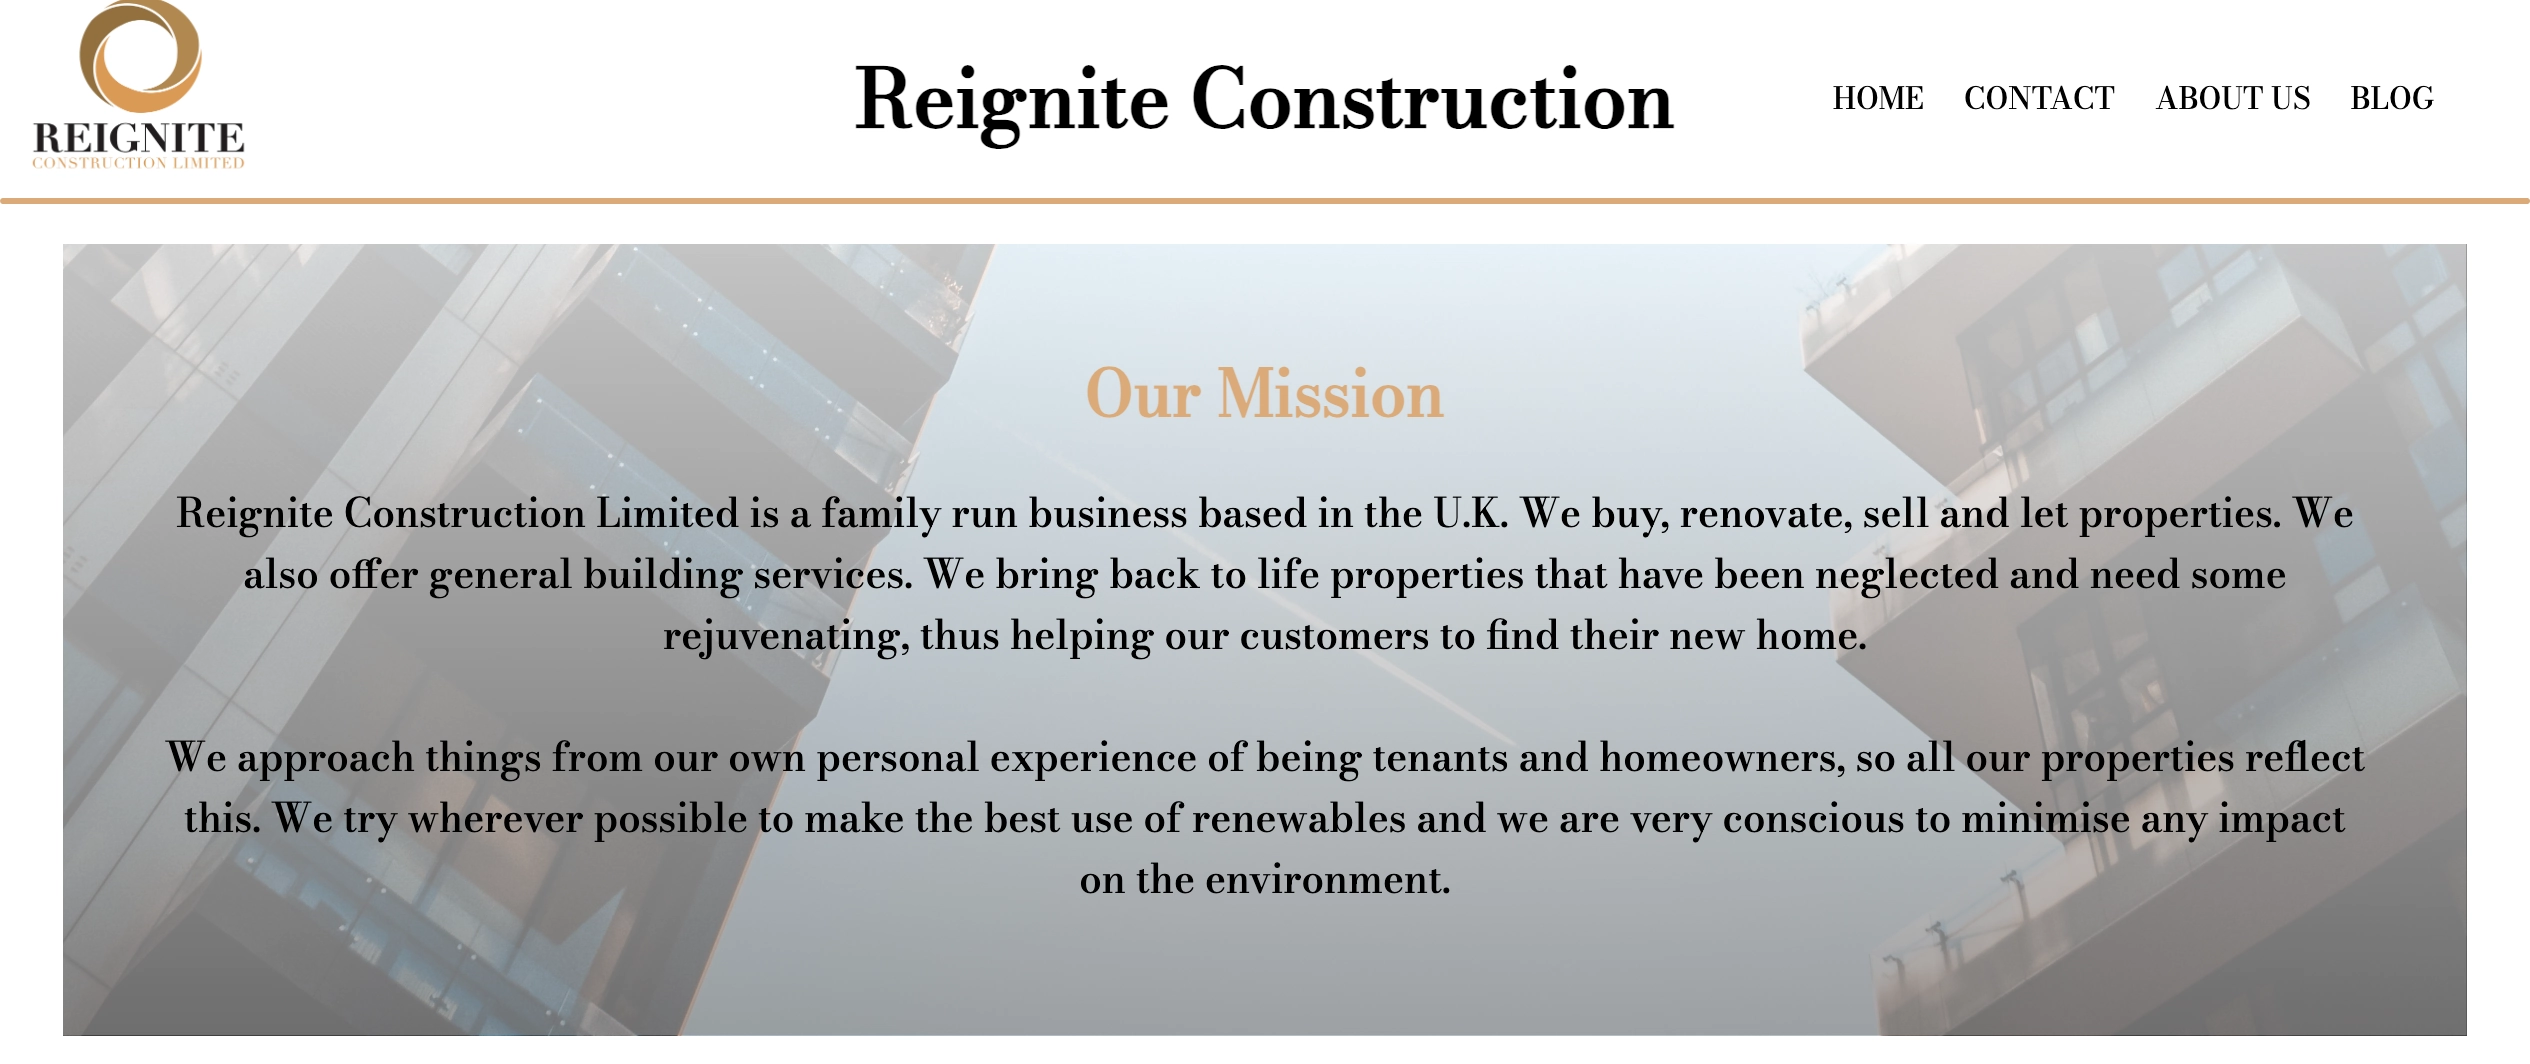 REIGNITE
CONSTRUCTION LIMITED
Reignite Construction
HOME CONTACT ABOUT US BLOG
Our Mission
Reignite Construction Limited is a family run business based in the U.K. We buy, renovate, sell and let properties. We
also offer general building services. We bring back to life properties that have been neglected and need some
rejuvenating, thus helping our customers to find their new home.
We approach things from our own personal experience of being tenants and homeowners, so all our properties reflect
this. We try wherever possible to make the best use of renewables and we are very conscious to minimise any impact
on the environment.